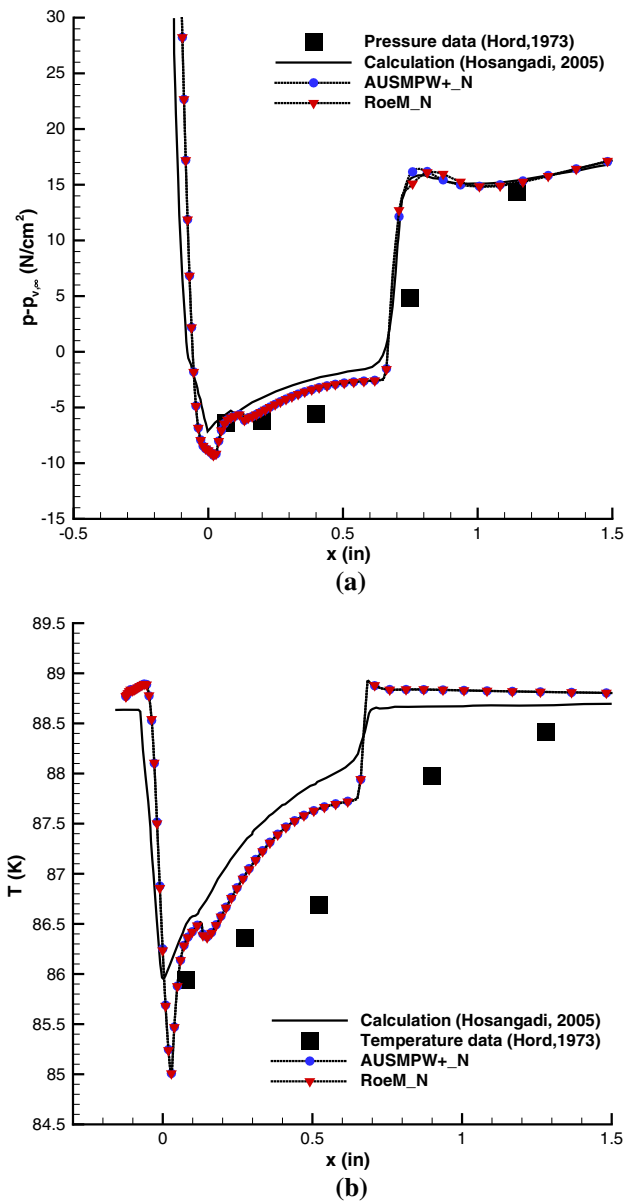 30
25
20
15
10
5
0
-5
-10
-15
p-p_{v,∞} (N/cm²)
Pressure data (Hord,1973)
Calculation (Hosangadi, 2005)
AUSMPW+_N
RoeM_N
-0.5
0
0.5
1
1.5
x (in)
(a)
89.5
89
88.5
88
87.5
87
86.5
86
85.5
85
84.5
T (K)
Calculation (Hosangadi, 2005)
Temperature data (Hord,1973)
AUSMPW+_N
RoeM_N
0
0.5
1
1.5
x (in)
(b)